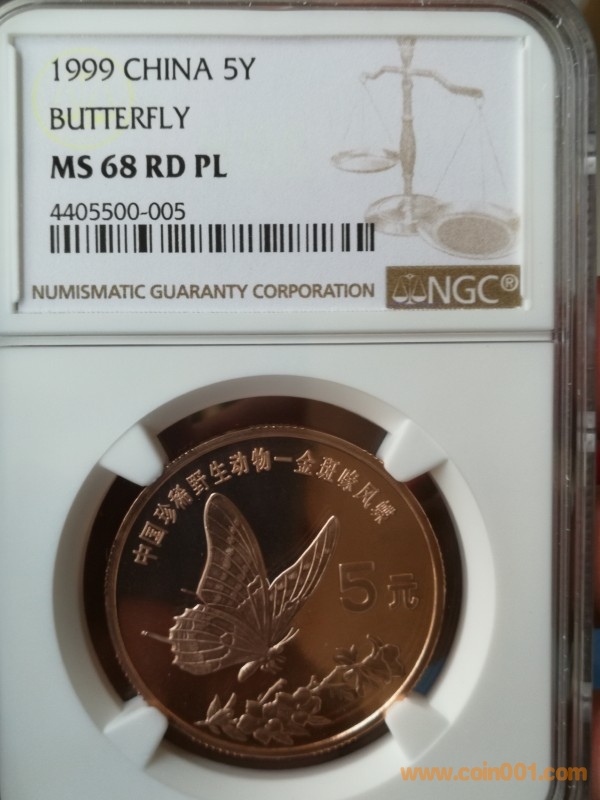 1999 CHINA 5Y
BUTTERFLY
MS 68 RD PL
4405500-005
NUMISMATIC GUARANTY CORPORATION
NGC®
中国珍稀野生动物—金斑喙凤蝶
5元
www.coin001.com